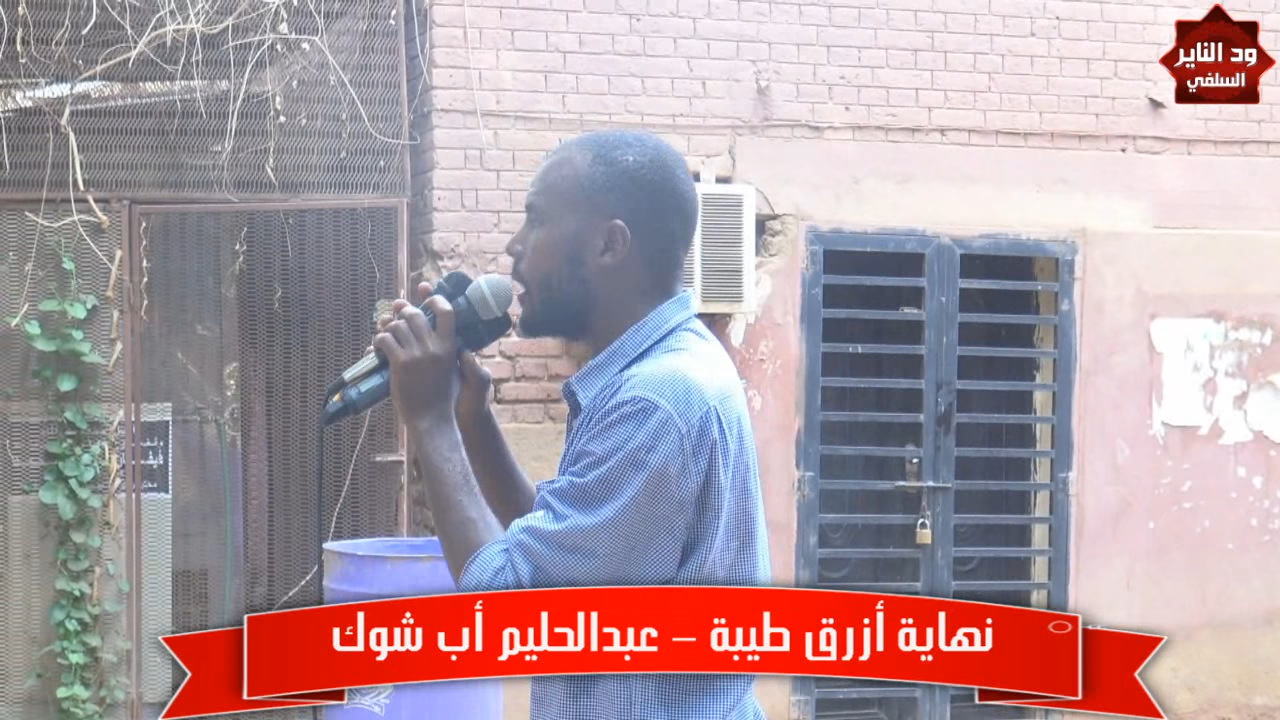 ود الناير
السلفي
نهاية أزرق طيبة – عبدالحليم أب شوك